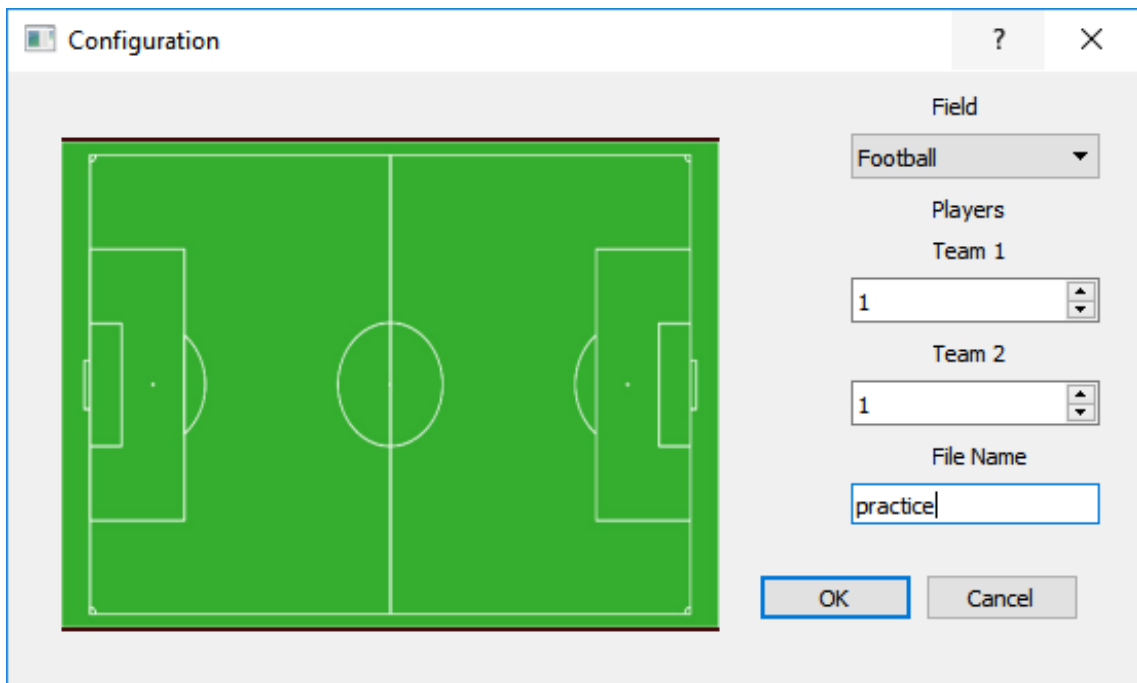 Configuration
?
Field
Football
Players
Team 1
1
Team 2
1
File Name
practice
OK
Cancel